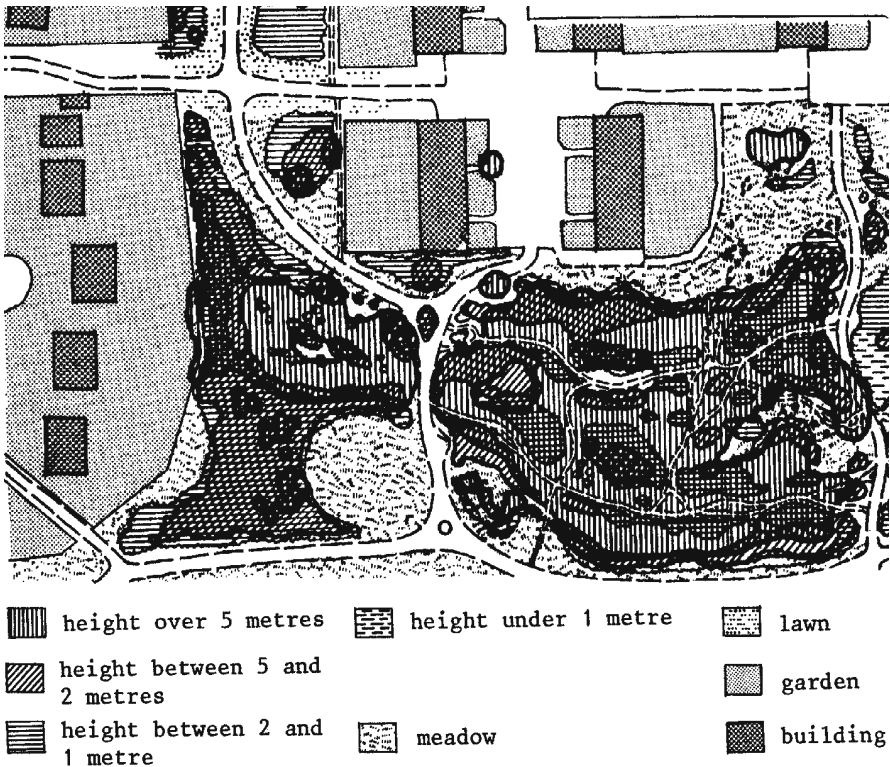 height over 5 metres
height between 5 and
2 metres
height between 2 and
1 metre
height under 1 metre
meadow
lawn
garden
building